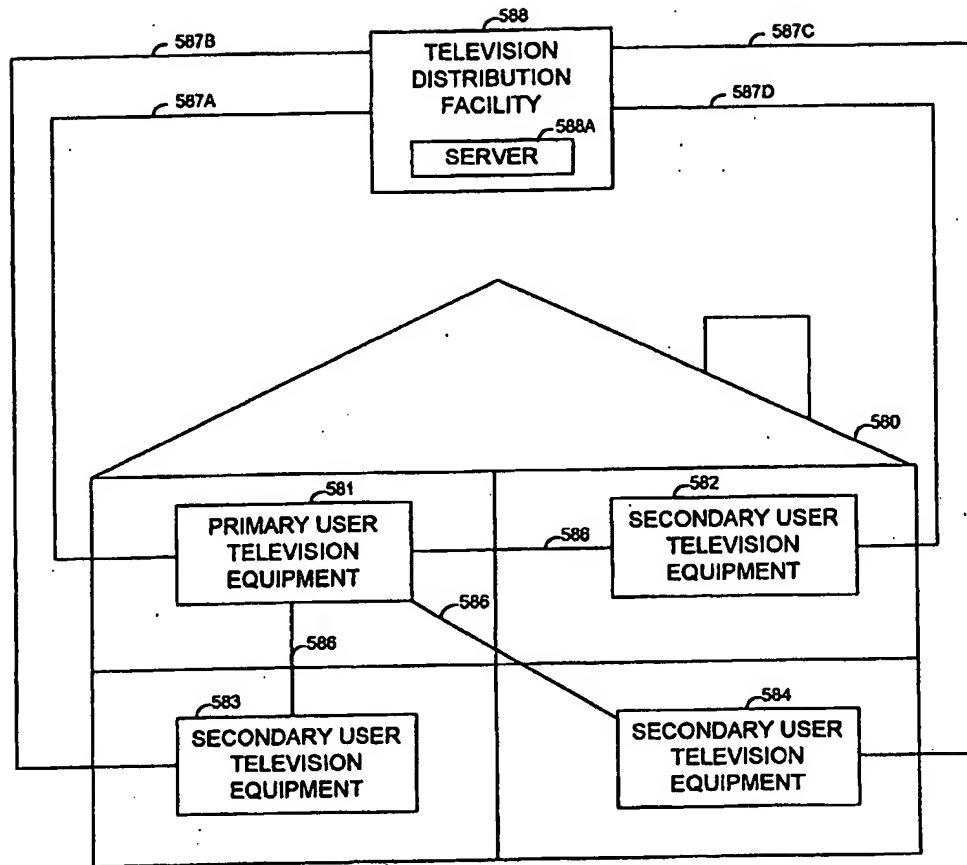 588
587B
587C
TELEVISION
DISTRIBUTION
FACILITY
587A
587D
588A
SERVER
580
581
582
PRIMARY USER
TELEVISION
EQUIPMENT
586
SECONDARY USER
TELEVISION
EQUIPMENT
586
586
583
584
SECONDARY USER
TELEVISION
EQUIPMENT
SECONDARY USER
TELEVISION
EQUIPMENT